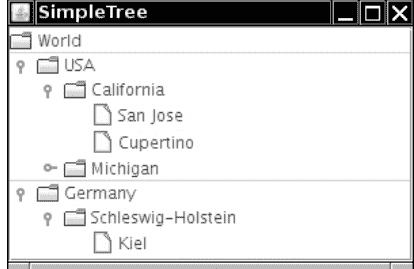 SimpleTree
World
USA
California
San Jose
Cupertino
Michigan
Germany
Schleswig-Holstein
Kiel